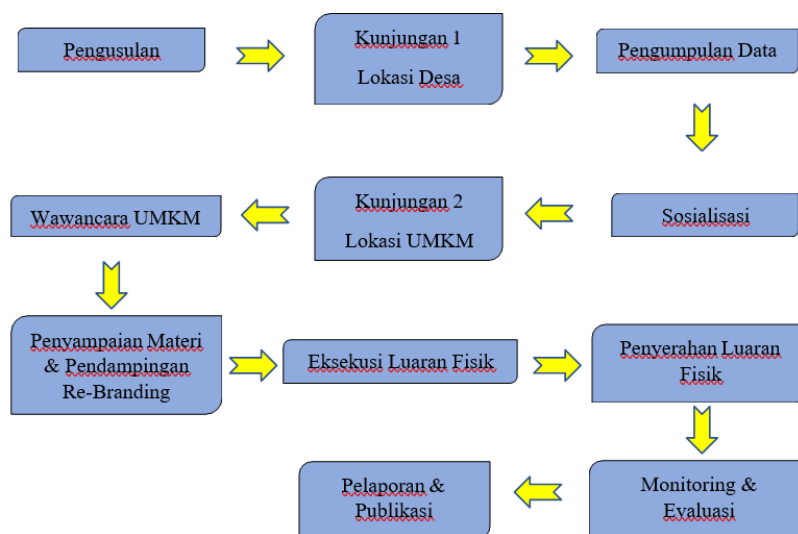 Pengusulan
Kunjungan 1
Lokasi Desa
Pengumpulan Data
Sosialisasi
Kunjungan 2
Lokasi UMKM
Wawancara UMKM
Penyampaian Materi
& Pendampingan
Re-Branding
Eksekusi Luaran Fisik
Penyerahan Luaran
Fisik
Monitoring &
Evaluasi
Pelaporan &
Publikasi